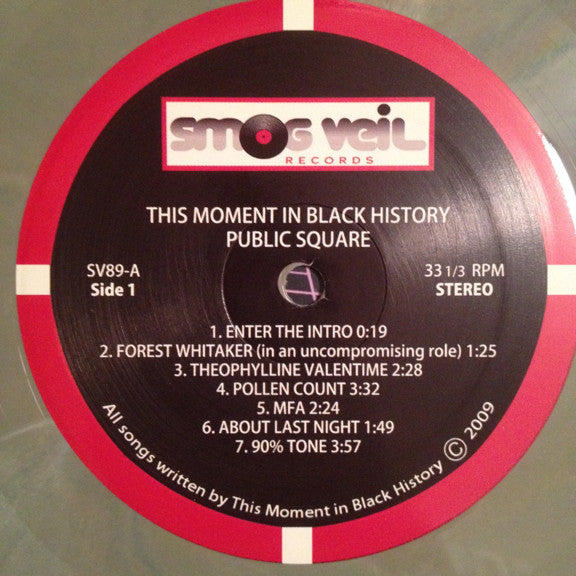 SMOG VEIL
RECORDS
THIS MOMENT IN BLACK HISTORY
PUBLIC SQUARE
SV89-A
Side 1
33 1/3 RPM
STEREO
1. ENTER THE INTRO 0:19
2. FOREST WHITAKER (in an uncompromising role) 1:25
3. THEOPHYLLINE VALENTIME 2:28
4. POLLEN COUNT 3:32
5. MFA 2:24
6. ABOUT LAST NIGHT 1:49
7. 90% TONE 3:57
All songs written by This Moment in Black History © 2009